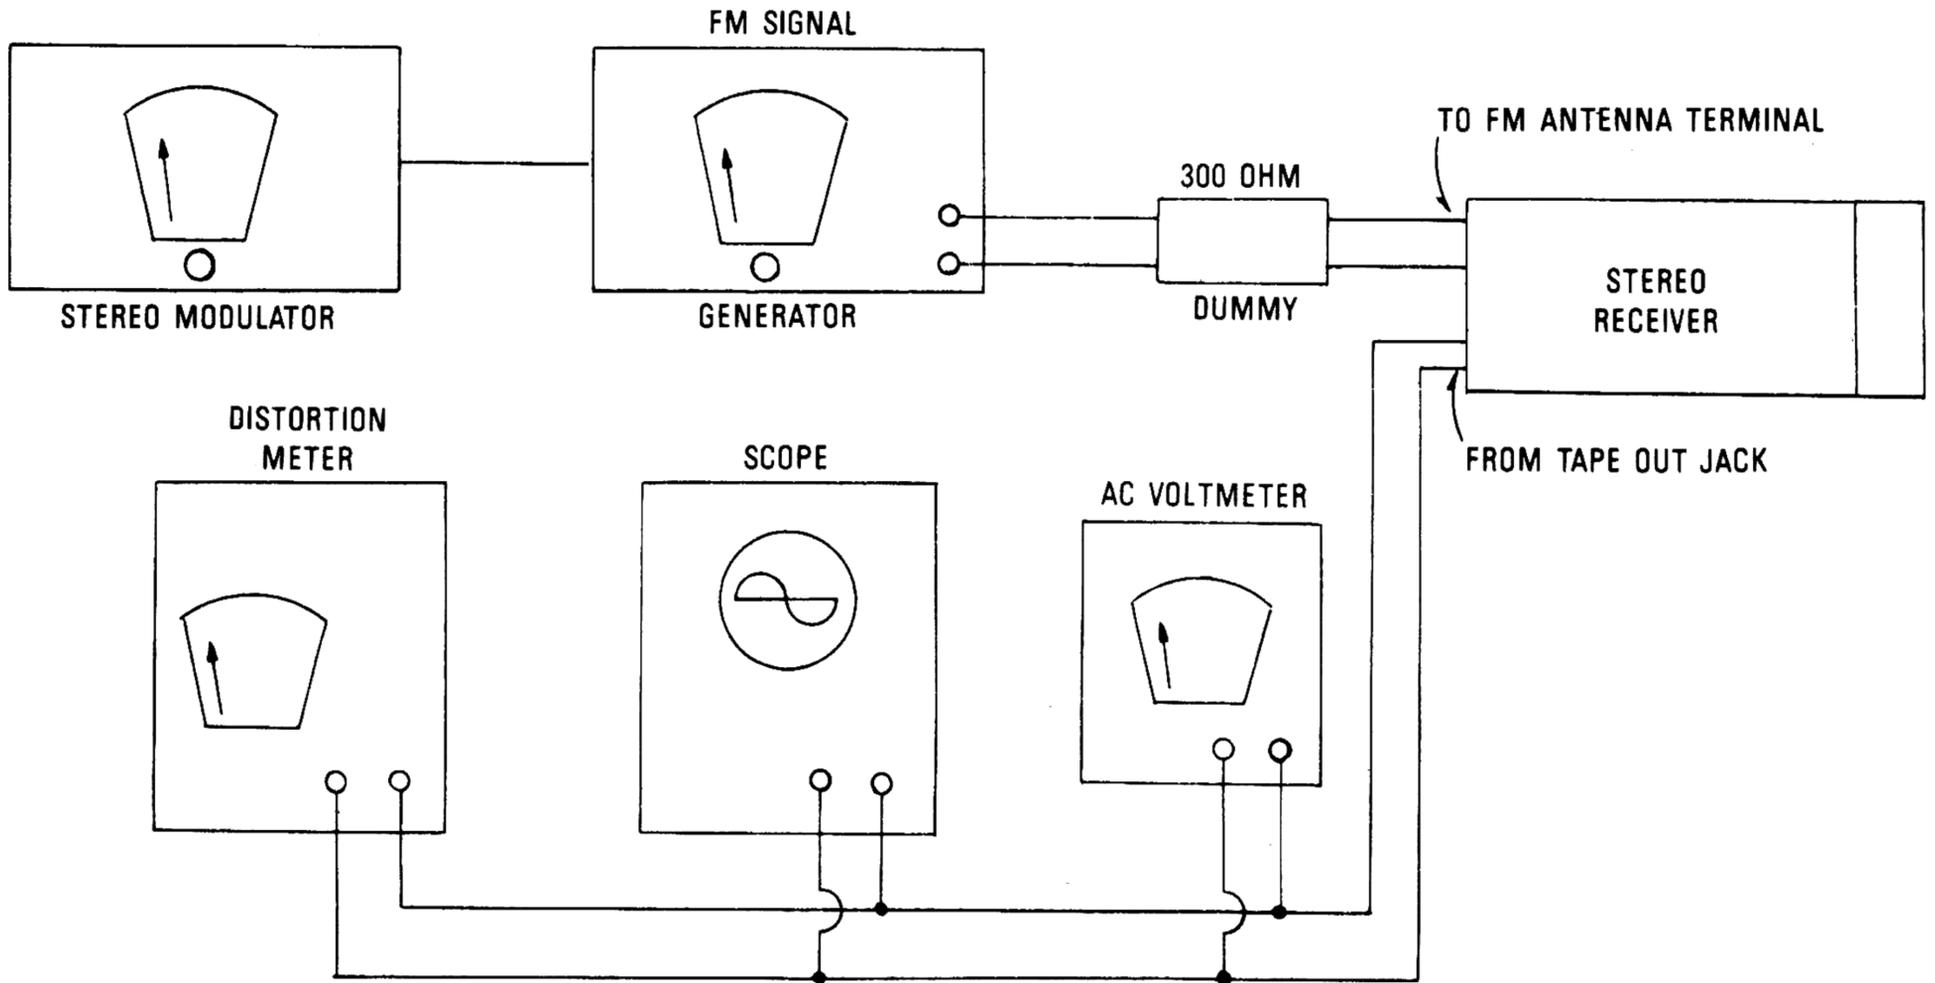 FM SIGNAL
GENERATOR
STEREO MODULATOR
300 OHM
DUMMY
TO FM ANTENNA TERMINAL
STEREO
RECEIVER
FROM TAPE OUT JACK
DISTORTION
METER
SCOPE
AC VOLTMETER